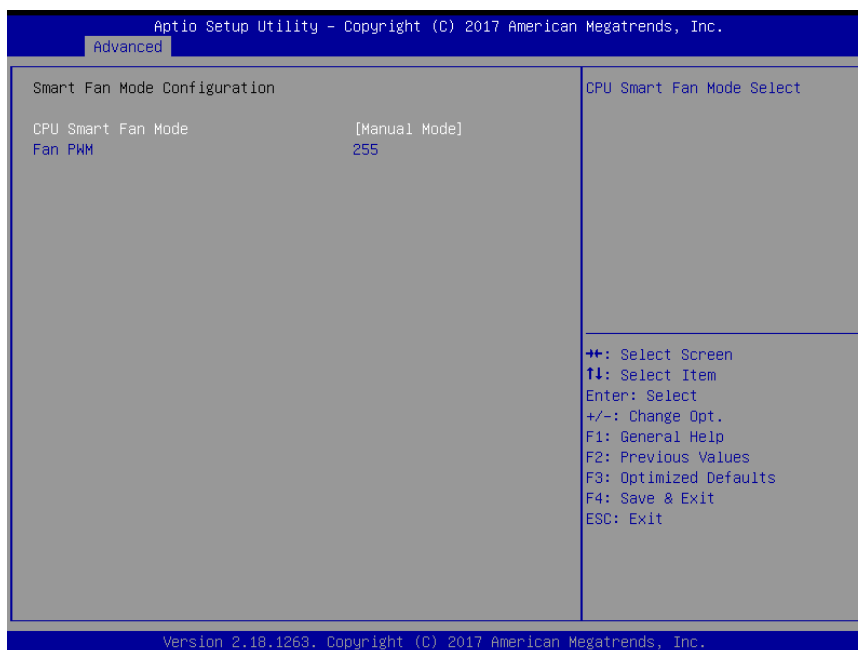 Aptio Setup Utility – Copyright (C) 2017 American Megatrends, Inc.
Advanced
Smart Fan Mode Configuration
CPU Smart Fan Mode [Manual Mode]
Fan PWM 255
CPU Smart Fan Mode Select
→←: Select Screen
↑↓: Select Item
Enter: Select
+/-: Change Opt.
F1: General Help
F2: Previous Values
F3: Optimized Defaults
F4: Save & Exit
ESC: Exit
Version 2.18.1263. Copyright (C) 2017 American Megatrends, Inc.